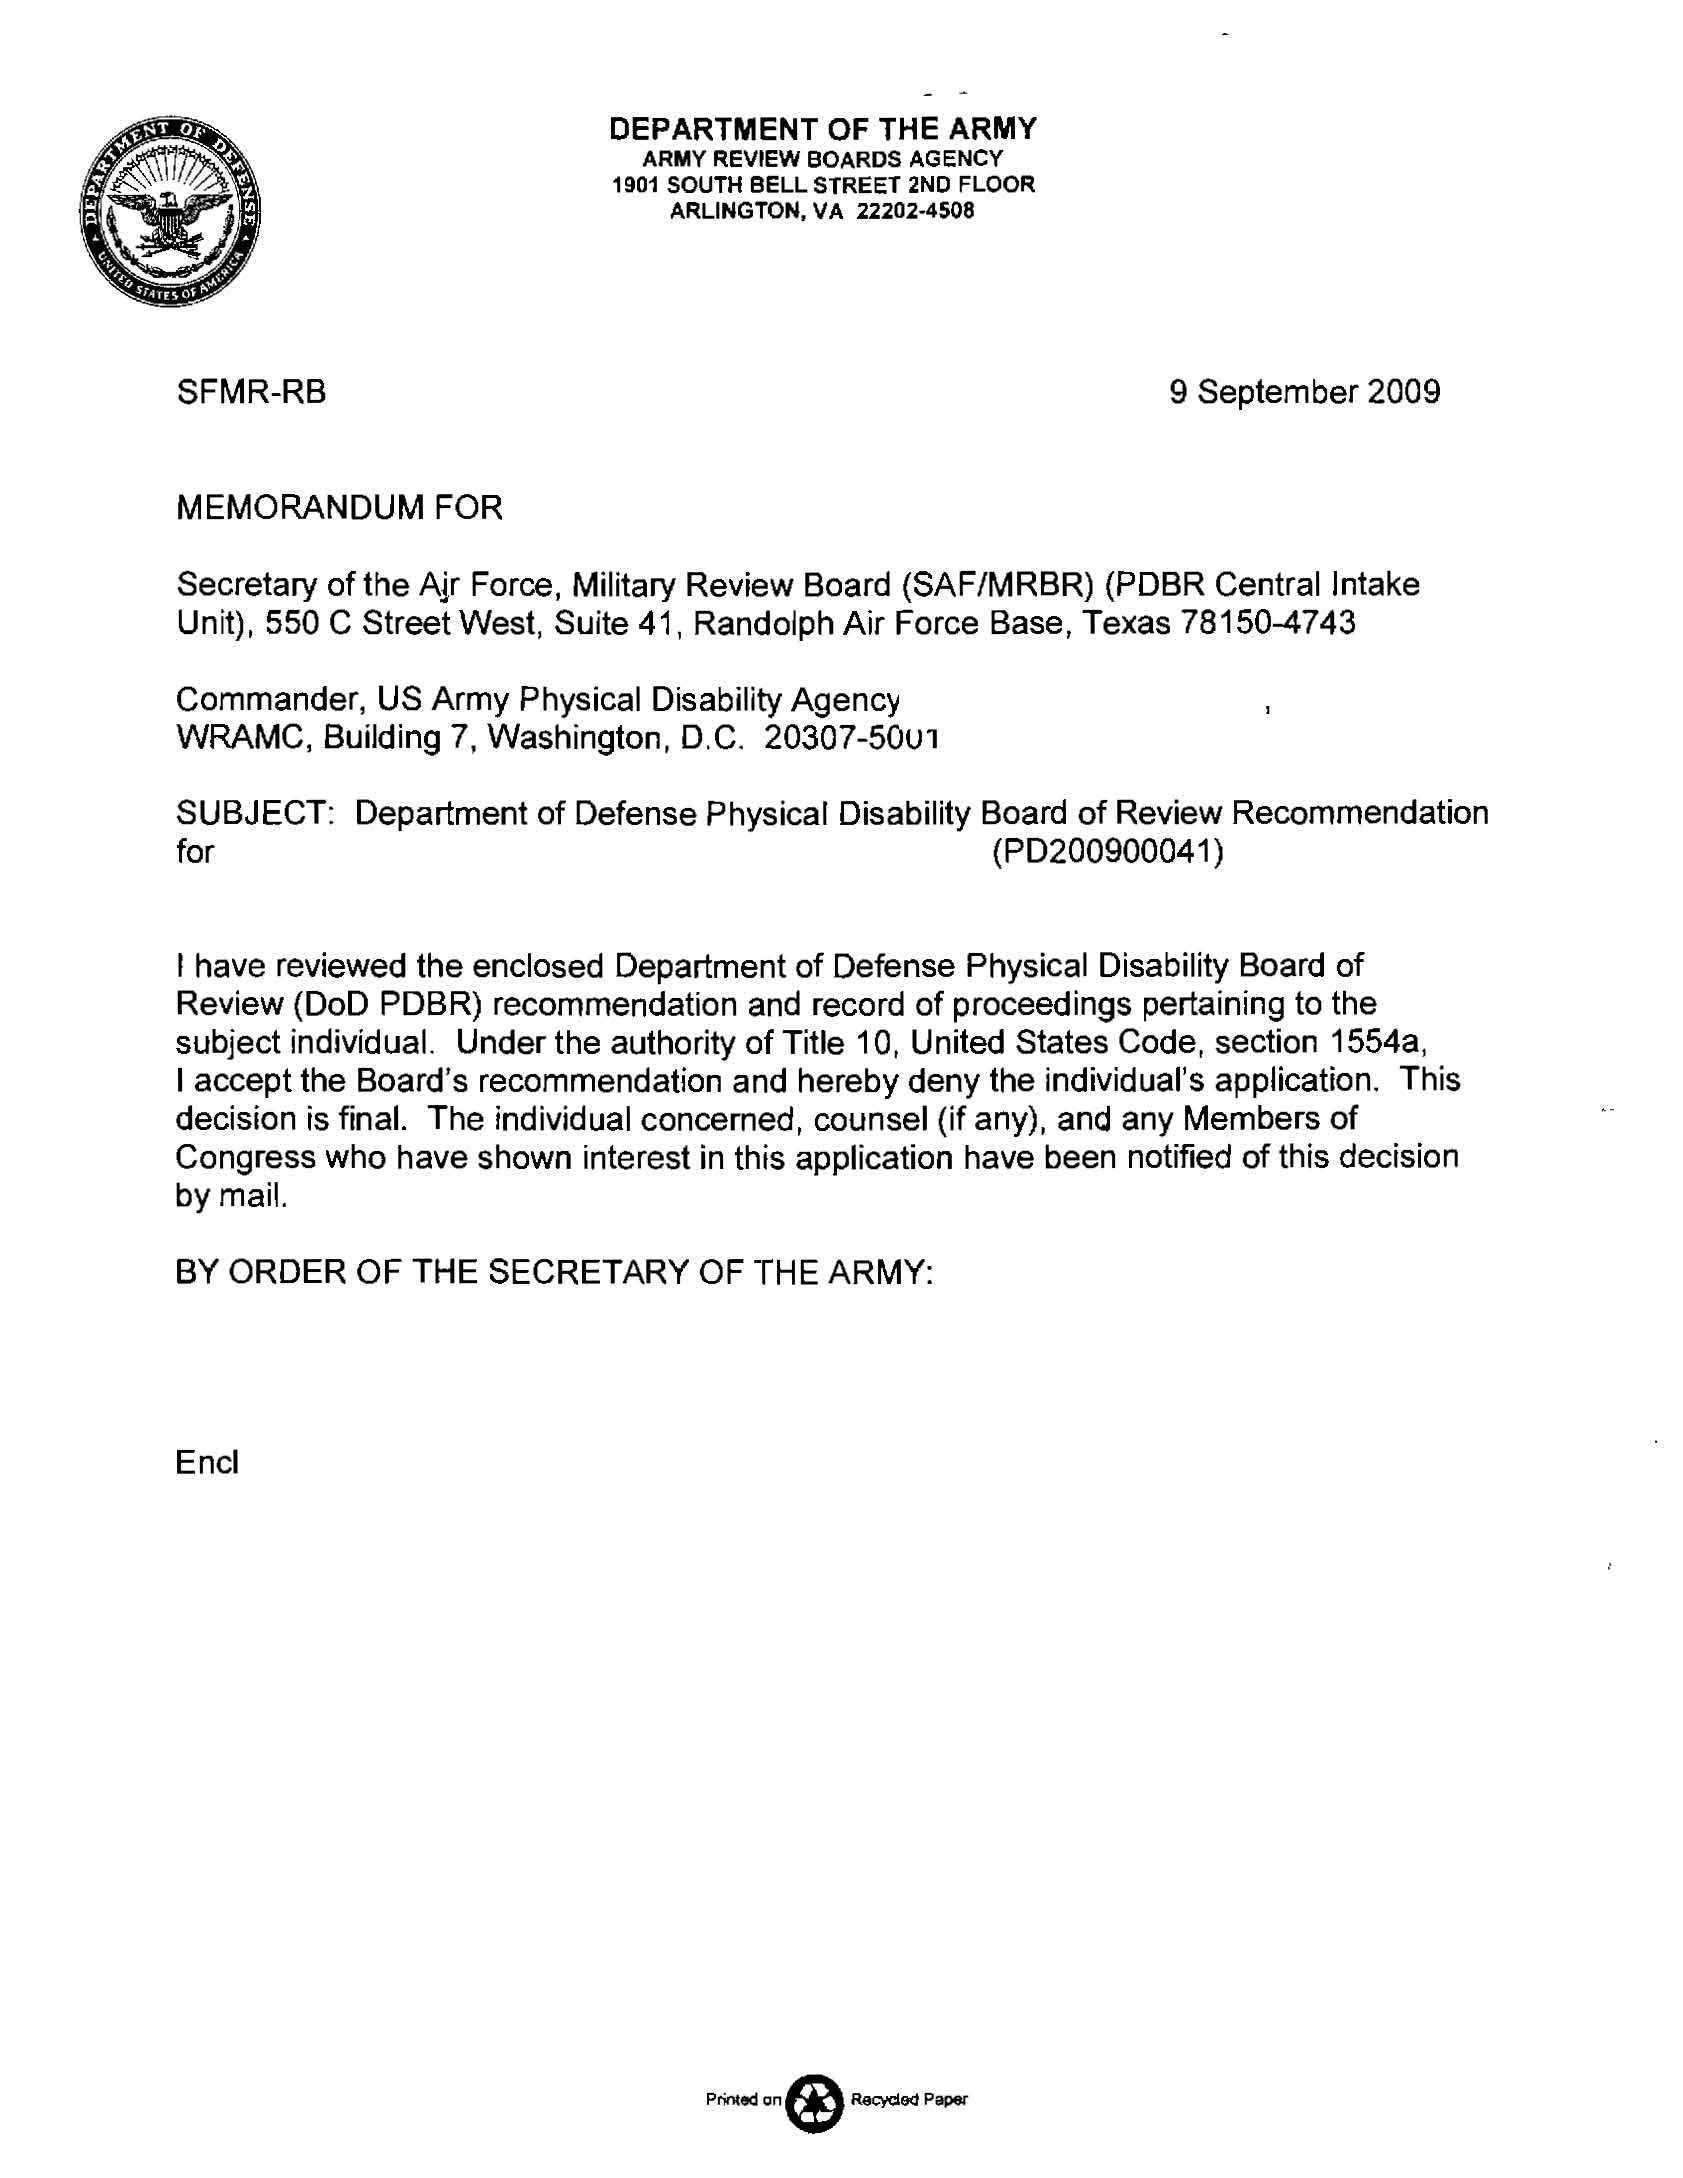 DEPARTMENT OF DEFENSE
UNITED STATES OF AMERICA
DEPARTMENT OF THE ARMY
ARMY REVIEW BOARDS AGENCY
1901 SOUTH BELL STREET 2ND FLOOR
ARLINGTON, VA 22202-4508
SFMR-RB 9 September 2009
MEMORANDUM FOR
Secretary of the Air Force, Military Review Board (SAF/MRBR) (PDBR Central Intake
Unit), 550 C Street West, Suite 41, Randolph Air Force Base, Texas 78150-4743
Commander, US Army Physical Disability Agency
WRAMC, Building 7, Washington, D.C. 20307-5001
SUBJECT: Department of Defense Physical Disability Board of Review Recommendation
for (PD200900041)
I have reviewed the enclosed Department of Defense Physical Disability Board of
Review (DoD PDBR) recommendation and record of proceedings pertaining to the
subject individual. Under the authority of Title 10, United States Code, section 1554a,
I accept the Board's recommendation and hereby deny the individual's application. This
decision is final. The individual concerned, counsel (if any), and any Members of
Congress who have shown interest in this application have been notified of this decision
by mail.
BY ORDER OF THE SECRETARY OF THE ARMY:
Encl
Printed on Recycled Paper